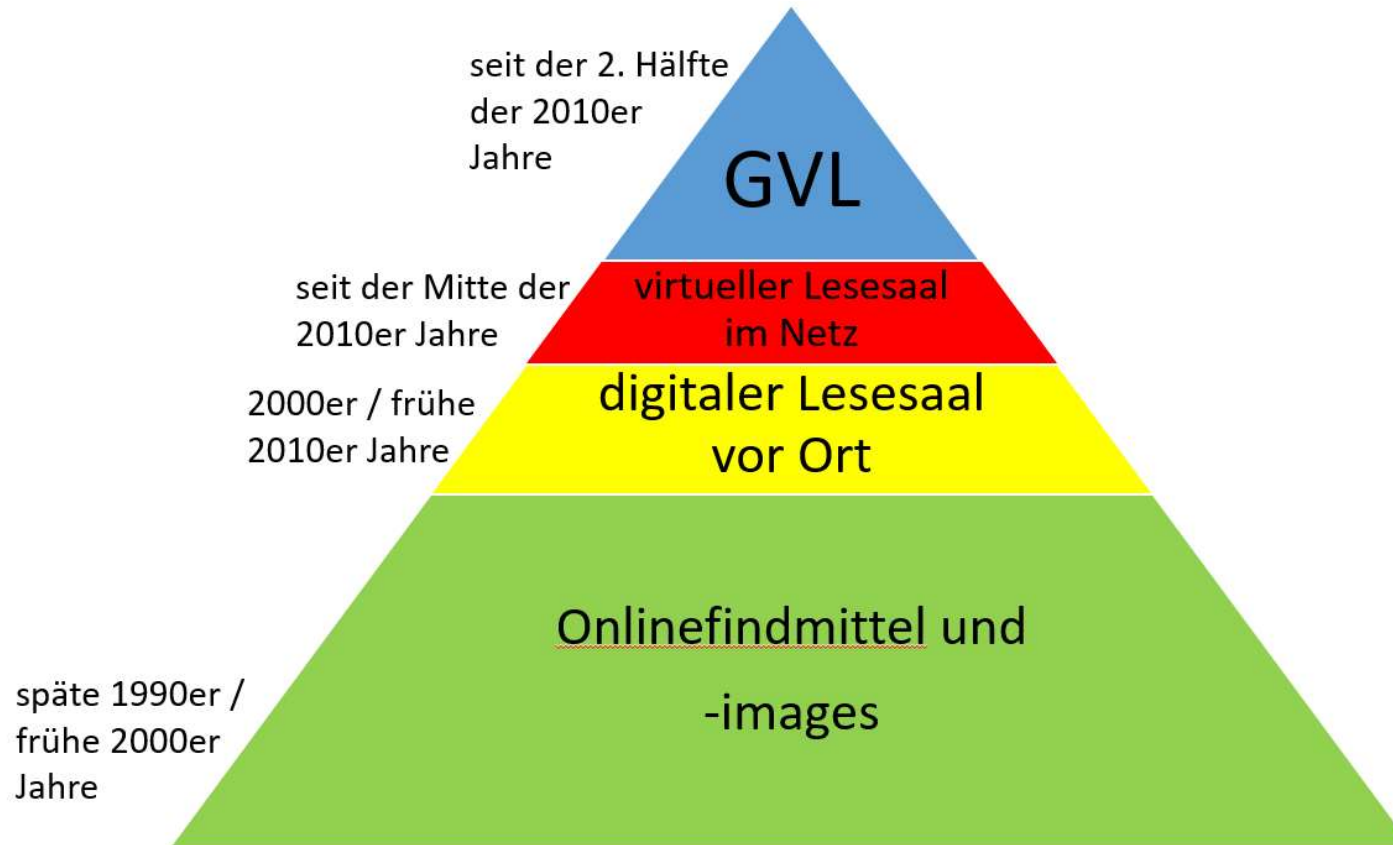 seit der 2. Hälfte
der 2010er
Jahre
GVL
seit der Mitte der
2010er Jahre
virtueller Lesesaal
im Netz
2000er / frühe
2010er Jahre
digitaler Lesesaal
vor Ort
späte 1990er /
frühe 2000er
Jahre
Onlinefindmittel und
-images